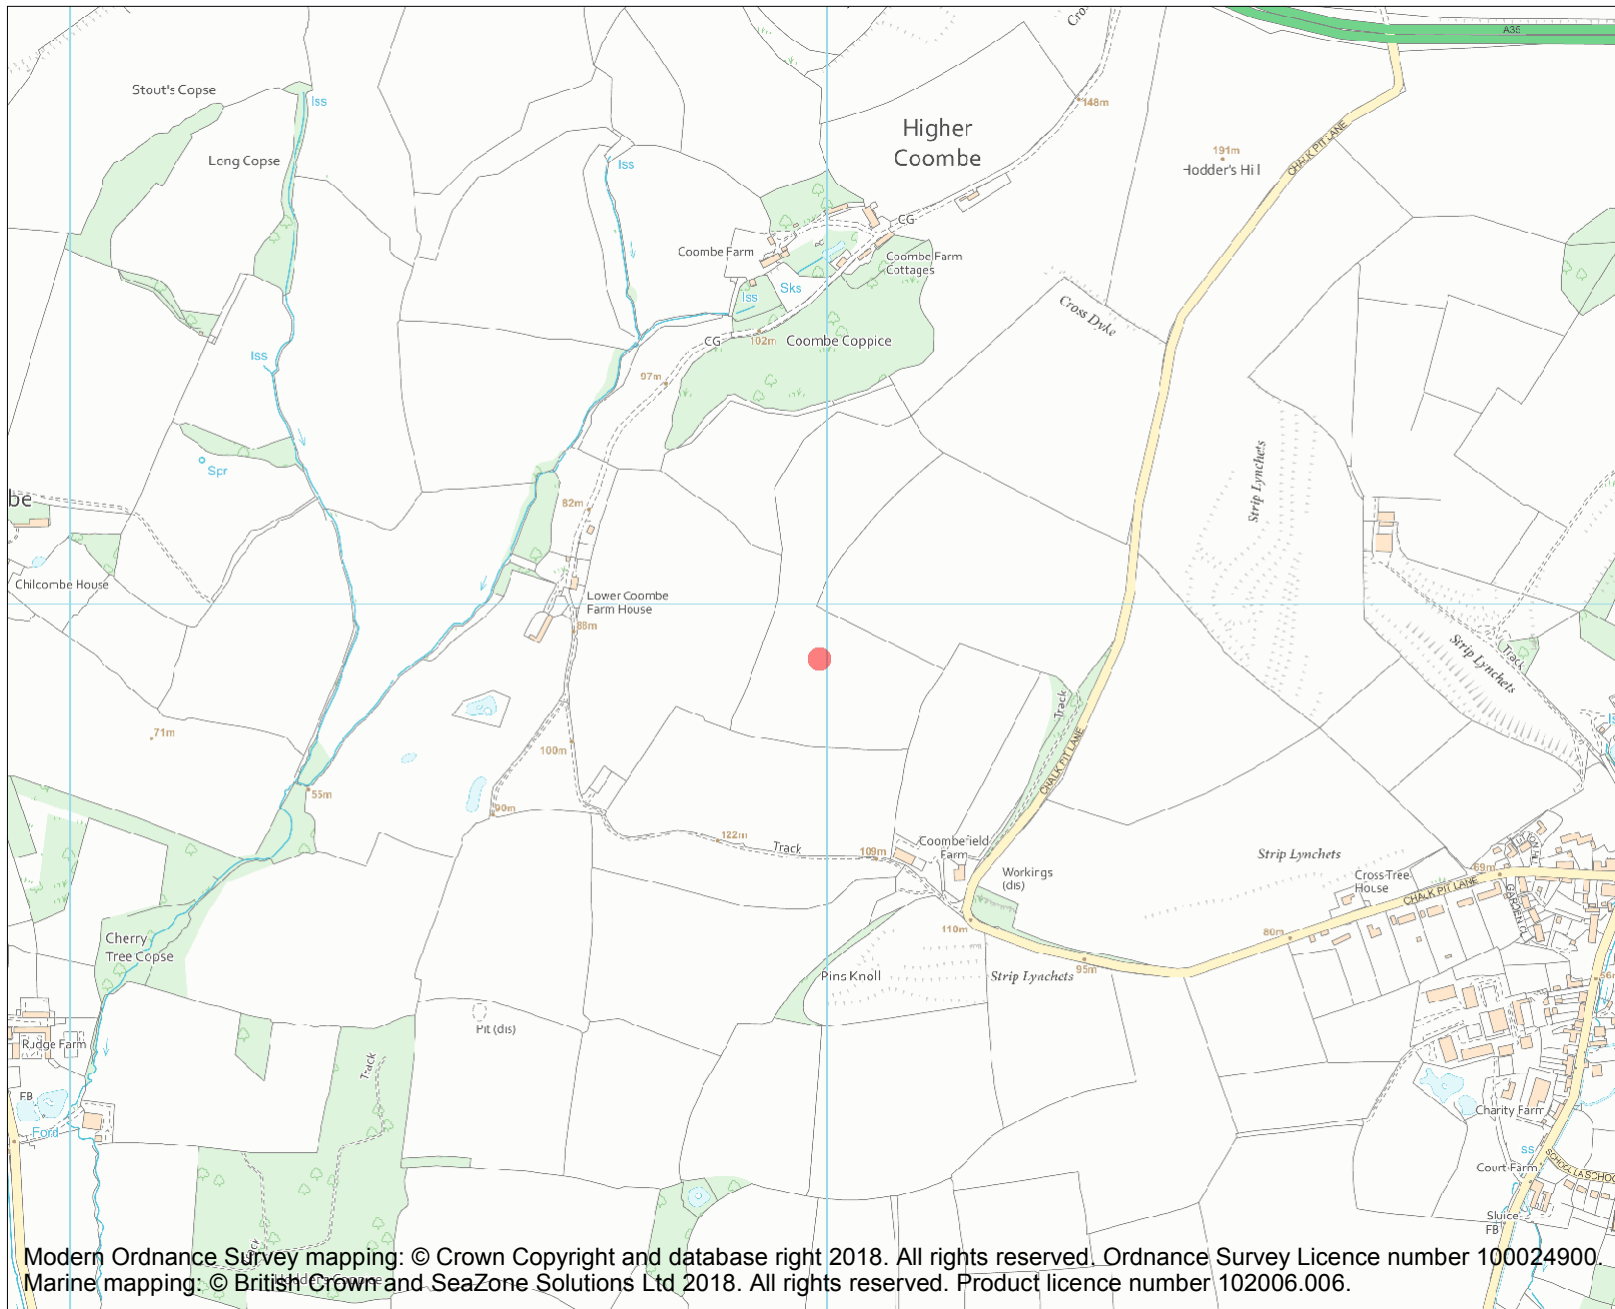 A35
Stout's Copse
Iss
148m
Higher
Coombe
CHALK PIT LANE
191m
Hodder's Hill
Long Copse
Iss
CG
Coombe Farm
Coombe Farm
Cottages
Iss
Sks
Cross Dyke
CG
102m
Coombe Coppice
Iss
97m
Spr
Strip Lynchets
be
82m
Chilcombe House
Lower Coombe
Farm House
88m
Strip Lynchets
Track
Track
71m
100m
CHALK PIT LANE
55m
90m
122m
Track
109m
Coombefield
Farm
Strip Lynchets
Workings
(dis)
Cross Tree
House
69m
CHALK PIT LANE
GARDEN CL
110m
80m
Cherry
Tree Copse
Pins Knoll
Strip Lynchets
95m
Pit (dis)
Ridge Farm
Track
FB
Ford
Charity Farm
Court Farm
Sluice
FB
Track
Hodder's Coppice
Modern Ordnance Survey mapping: © Crown Copyright and database right 2018. All rights reserved. Ordnance Survey Licence number 100024900.
Marine mapping: © British Crown and SeaZone Solutions Ltd 2018. All rights reserved. Product licence number 102006.006.